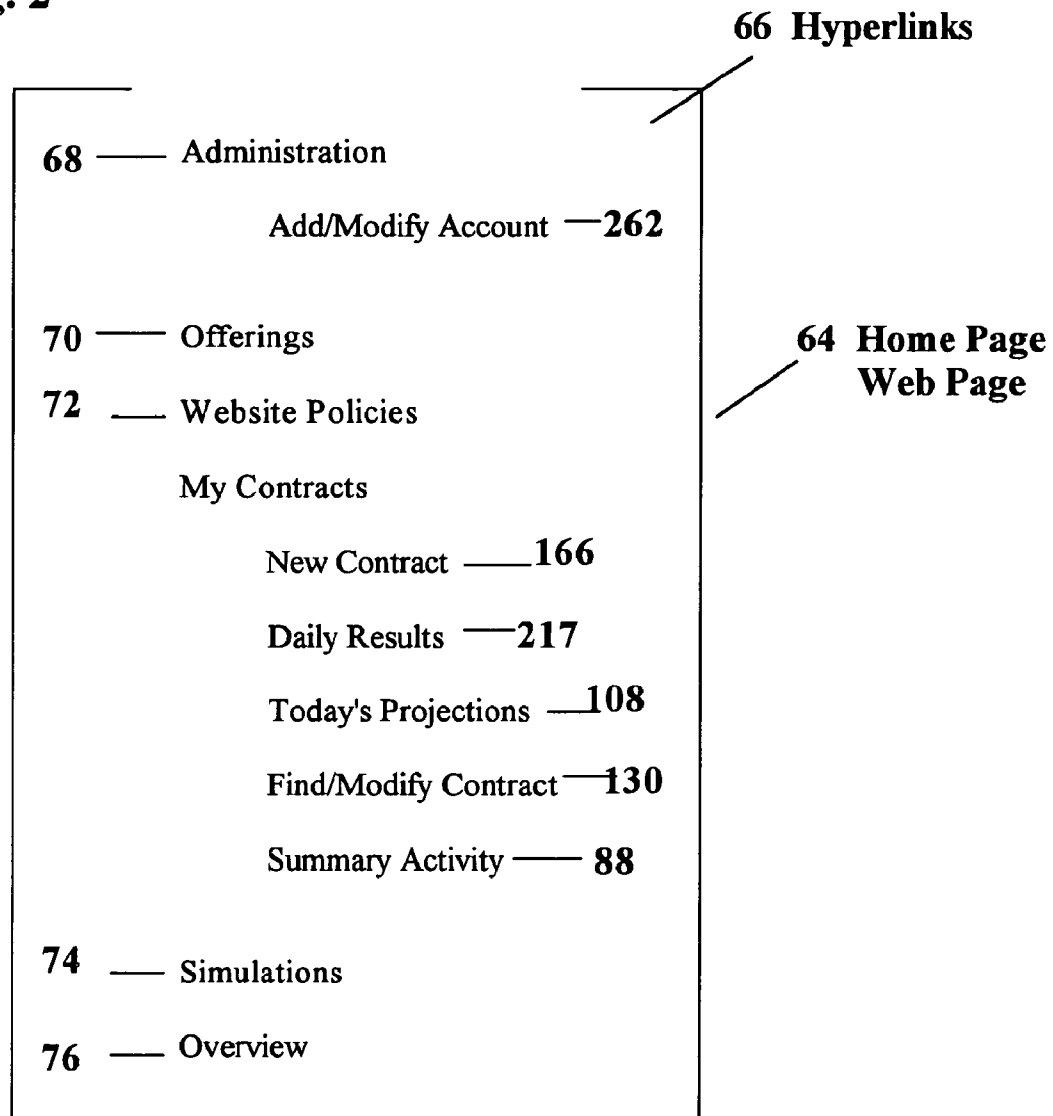 g. 2
66 Hyperlinks
68 Administration
Add/Modify Account 262
70 Offerings
64 Home Page
Web Page
72 Website Policies
My Contracts
New Contract 166
Daily Results 217
Today's Projections 108
Find/Modify Contract 130
Summary Activity 88
74 Simulations
76 Overview